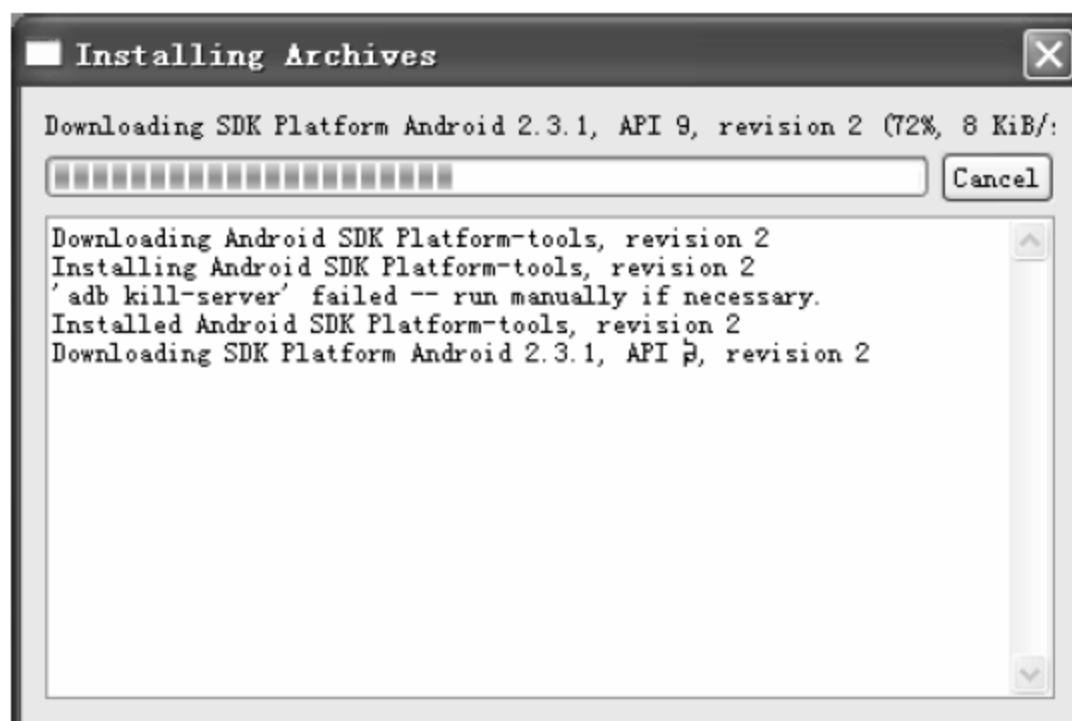 Installing Archives
Downloading SDK Platform Android 2.3.1, API 9, revision 2 (72%, 8 KiB/s
Cancel
Downloading Android SDK Platform-tools, revision 2
Installing Android SDK Platform-tools, revision 2
'adb kill-server' failed -- run manually if necessary.
Installed Android SDK Platform-tools, revision 2
Downloading SDK Platform Android 2.3.1, API 9, revision 2